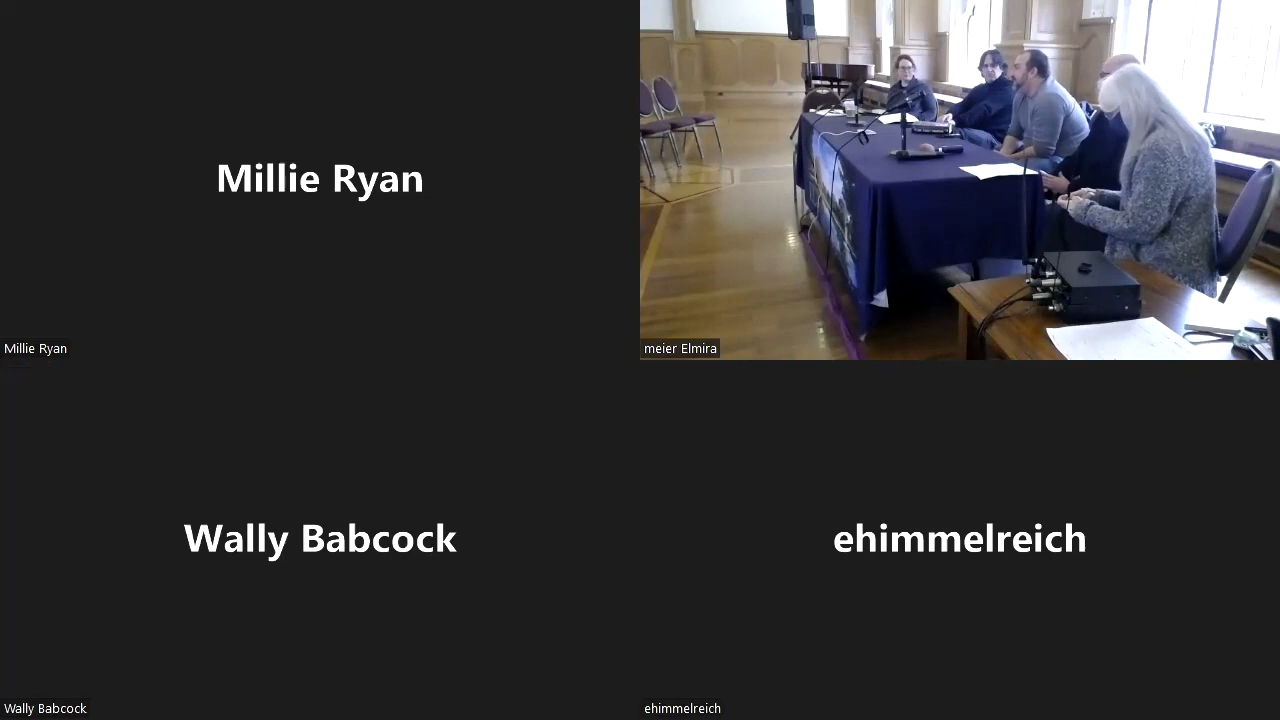 Millie Ryan
Millie Ryan
meier Elmira
Wally Babcock
ehimmelreich
Wally Babcock
ehimmelreich